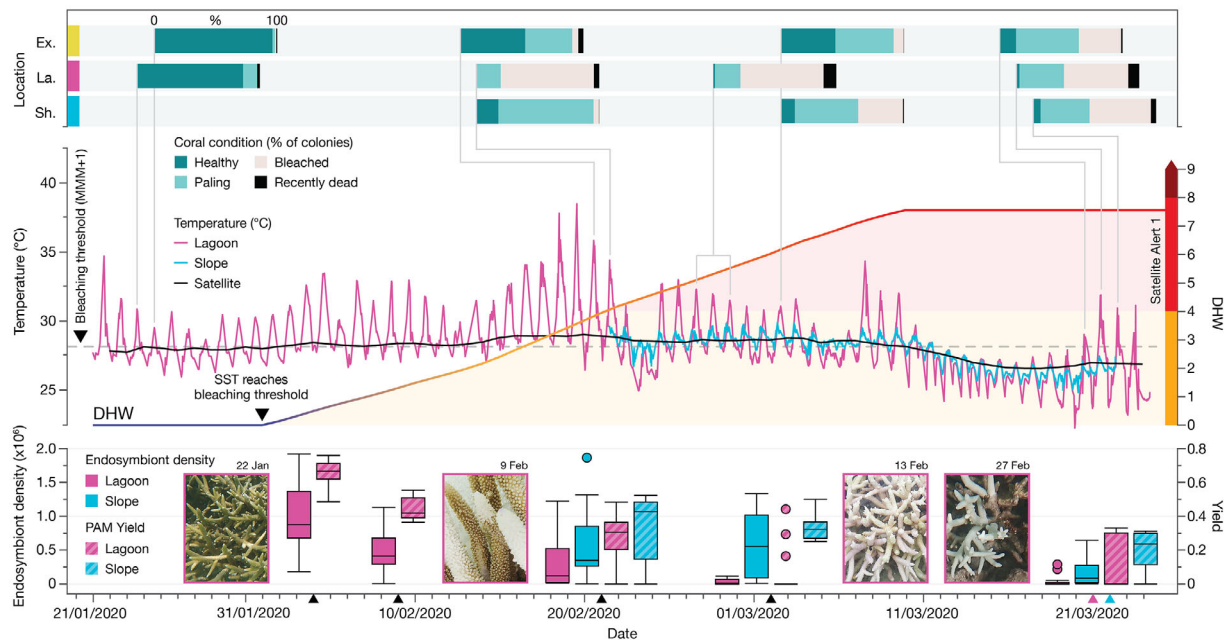 0 % 100
Location
Ex.
La.
Sh.
Coral condition (% of colonies)
Healthy Bleached
Paling Recently dead
Temperature (°C)
Lagoon
Slope
Satellite
Temperature (°C)
40
35
30
25
Bleaching threshold (MMM+1)
SST reaches
bleaching threshold
DHW
Satellite Alert 1
DHW
9
8
7
6
5
4
3
2
1
0
Endosymbiont density (x10⁶)
2.0
1.5
1.0
0.5
0
Endosymbiont density
Lagoon
Slope
PAM Yield
Lagoon
Slope
22 Jan
9 Feb
13 Feb
27 Feb
0.8
0.6
0.4
0.2
0
Yield
21/01/2020 31/01/2020 10/02/2020 20/02/2020 01/03/2020 11/03/2020 21/03/2020
Date